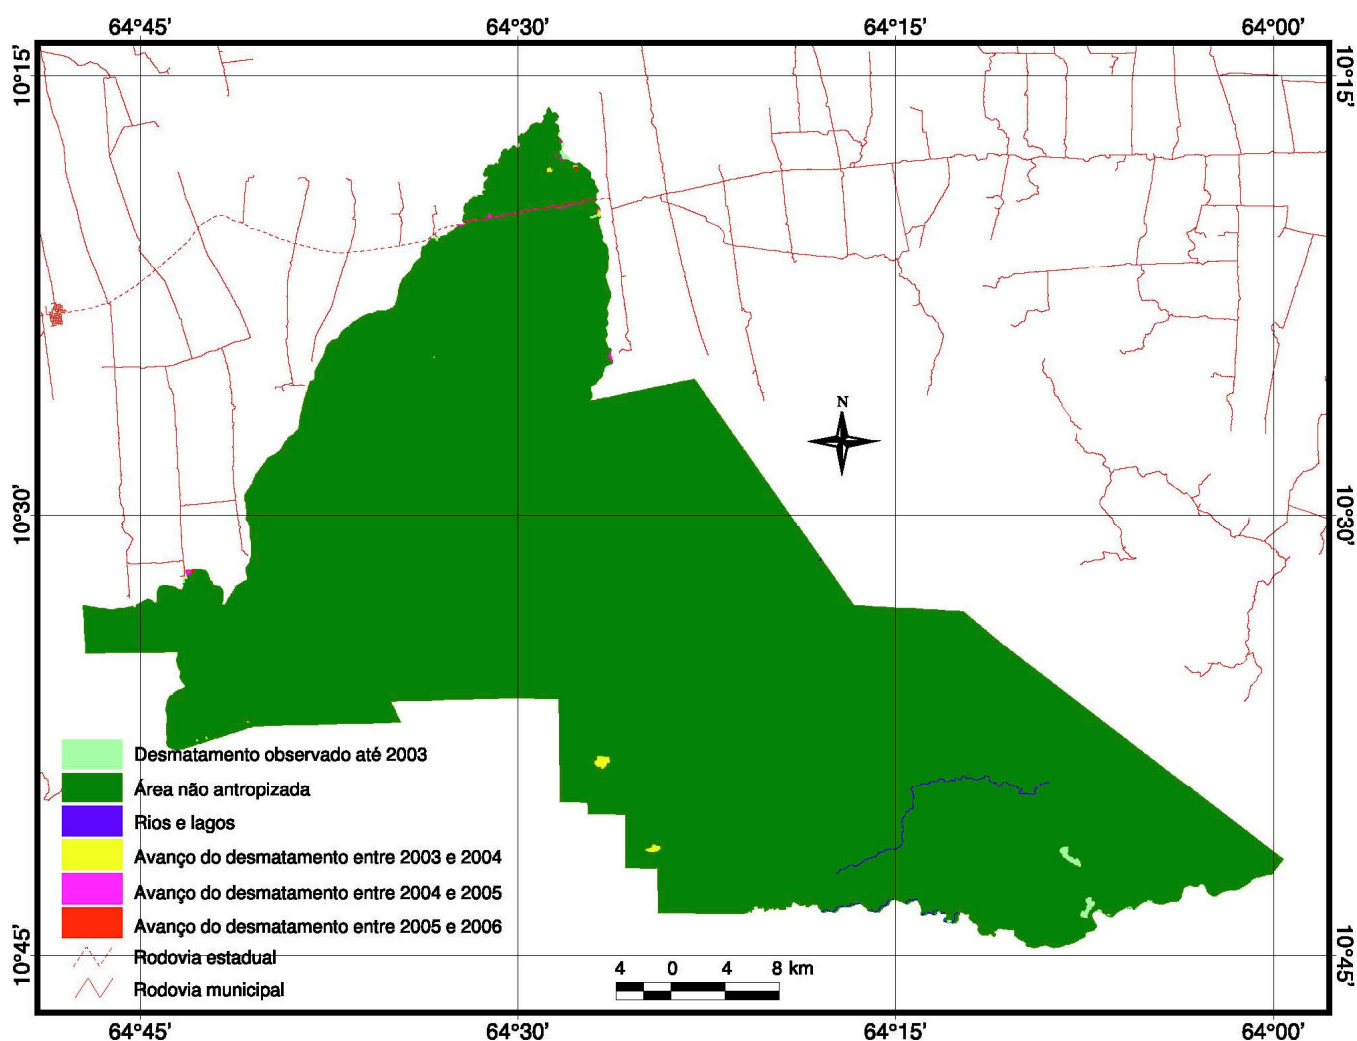 64°45' 64°30' 64°15' 64°00'
10°15' 10°15'
N
10°30' 10°30'
Desmatamento observado até 2003
Área não antropizada
Rios e lagos
Avanço do desmatamento entre 2003 e 2004
Avanço do desmatamento entre 2004 e 2005
Avanço do desmatamento entre 2005 e 2006
Rodovia estadual
Rodovia municipal
10°45' 10°45'
4 0 4 8 km
64°45' 64°30' 64°15' 64°00'